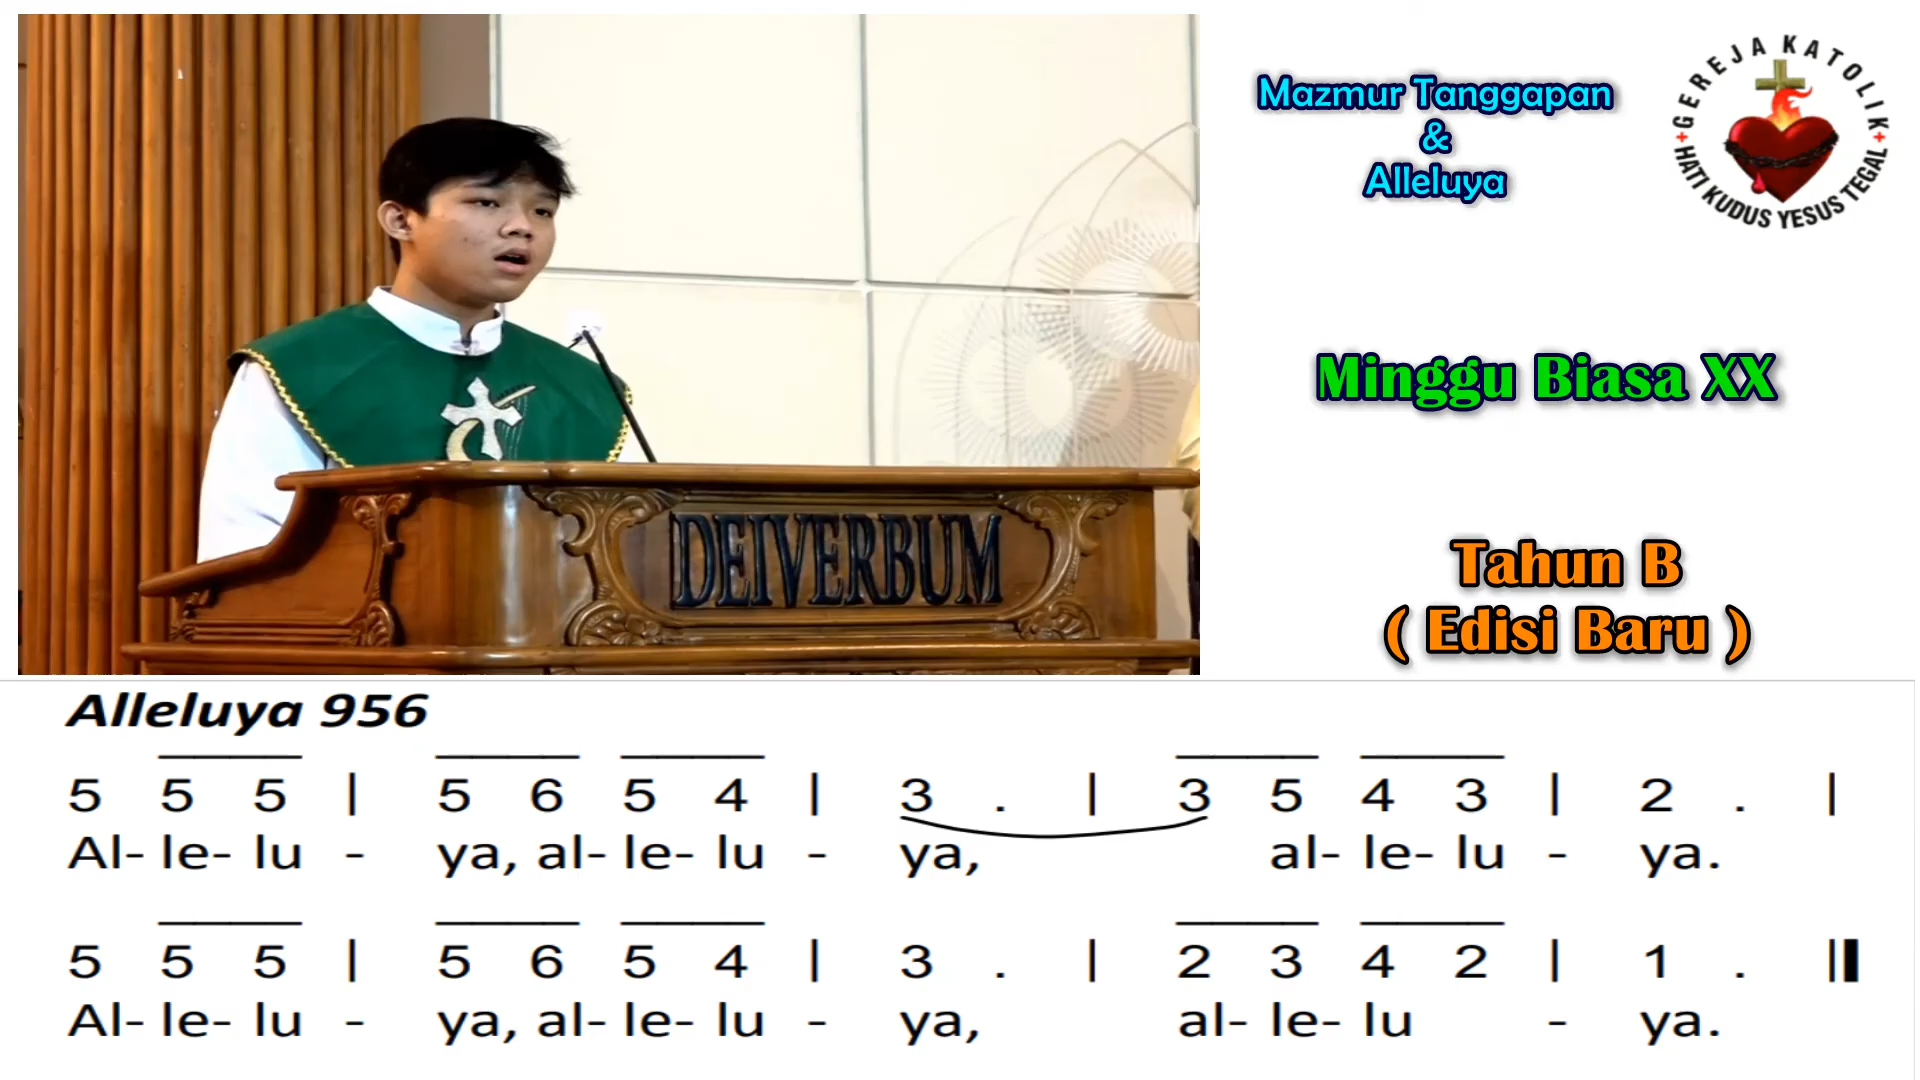 Mazmur Tanggapan
&
Alleluya
GEREJA KATOLIK
HATI KUDUS YESUS TEGAL
Minggu Biasa XX
Tahun B
( Edisi Baru )
DEIVERBUM
Alleluya 956
5 5 5 | 5 6 5 4 | 3 . | 3 5 4 3 | 2 . |
Al- le- lu - ya, al- le- lu - ya, al- le- lu - ya.
5 5 5 | 5 6 5 4 | 3 . | 2 3 4 2 | 1 . ||
Al- le- lu - ya, al- le- lu - ya, al- le- lu - ya.